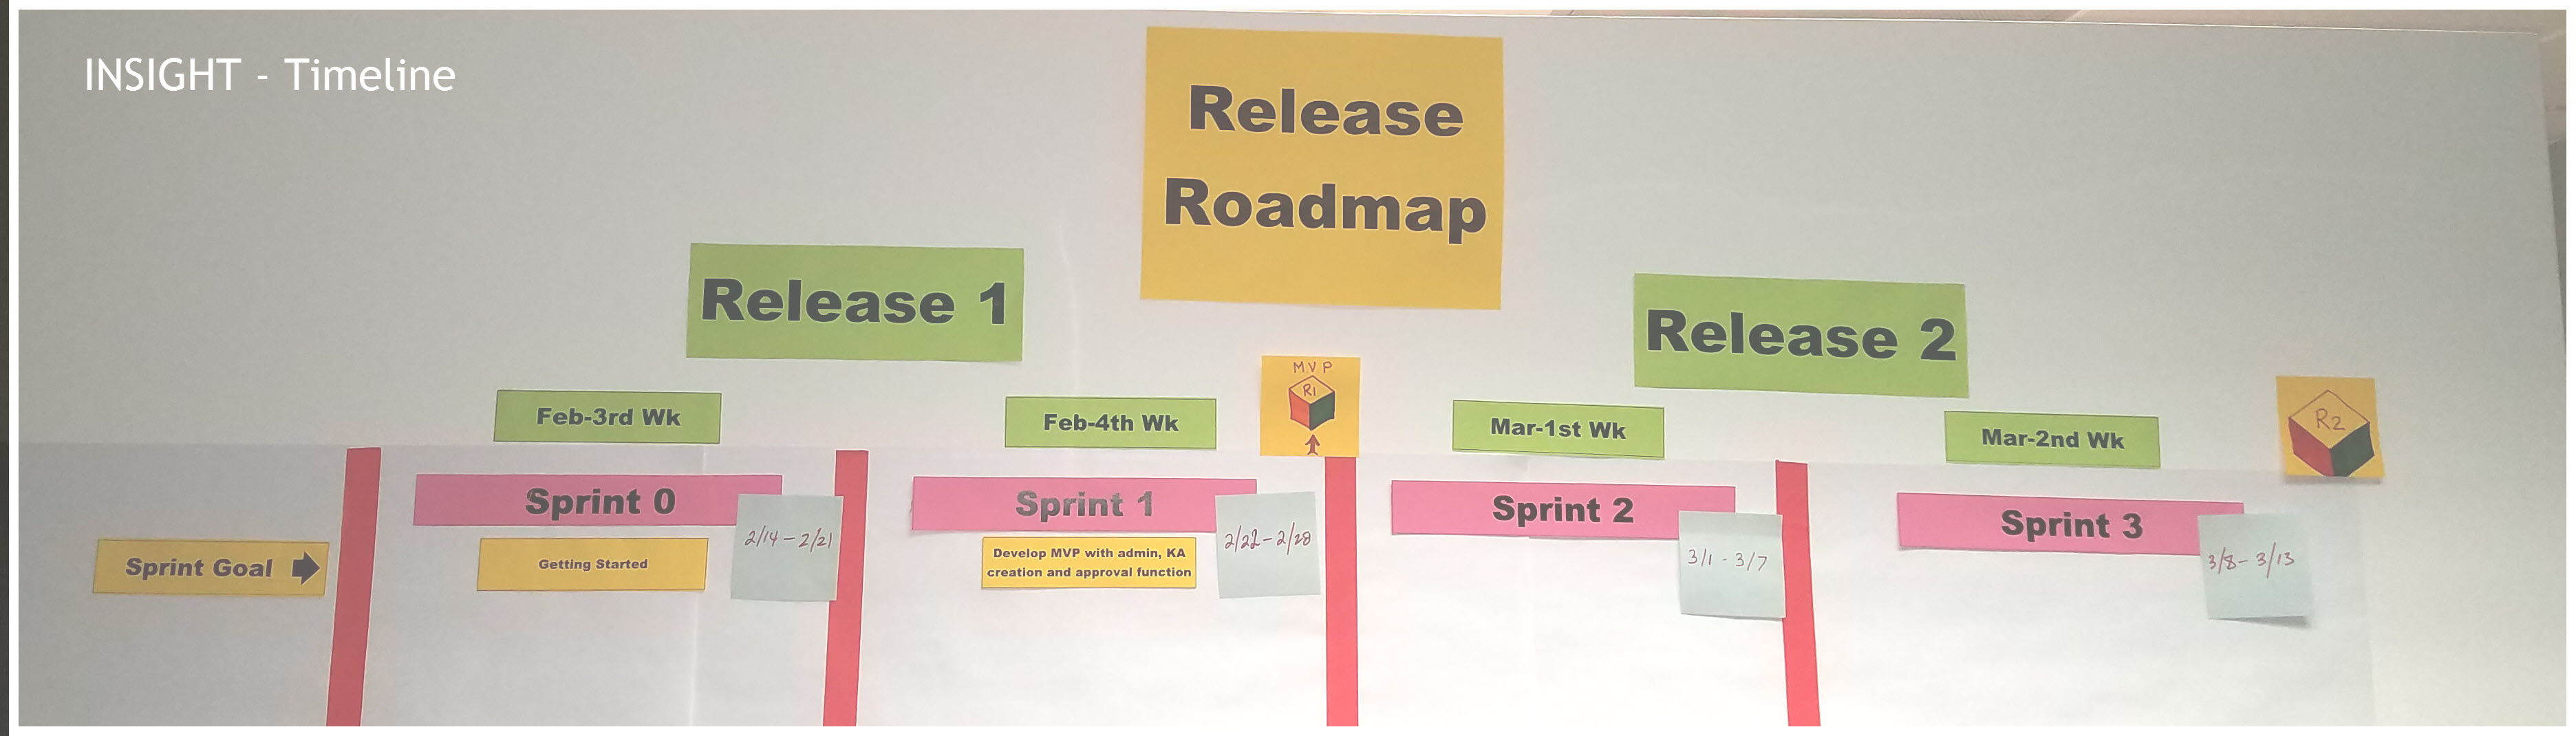 INSIGHT - Timeline
Release
Roadmap
Release 1
Release 2
MVP
R1
R2
Feb-3rd Wk
Feb-4th Wk
Mar-1st Wk
Mar-2nd Wk
Sprint 0
Sprint 1
Sprint 2
Sprint 3
2/14 - 2/21
2/22 - 2/28
3/1 - 3/7
3/8 - 3/13
Sprint Goal
Getting Started
Develop MVP with admin, KA
creation and approval function